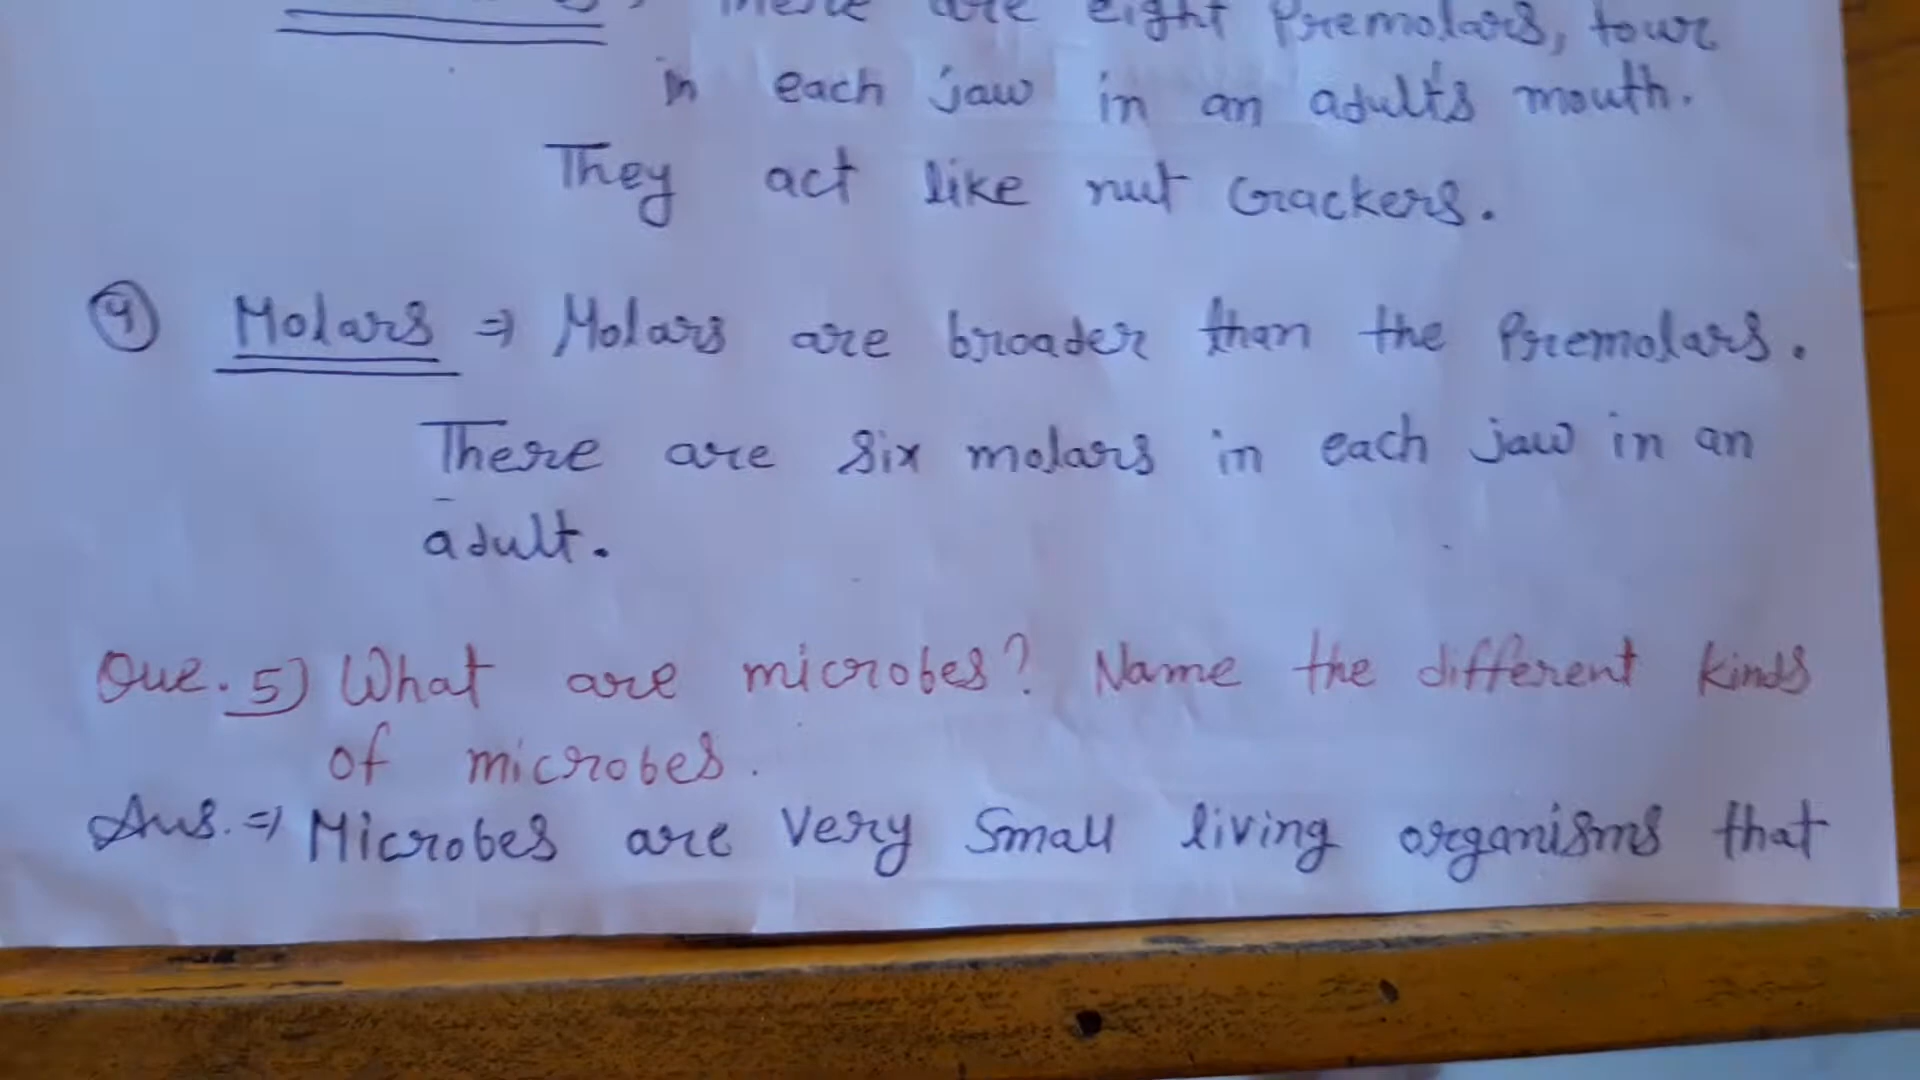 There are eight Premolars, four
in each jaw in an adult's mouth.
They act like nut Crackers.
④ Molars ⇒ Molars are broader than the Premolars.
There are six molars in each jaw in an
adult.
Que. 5) What are microbes? Name the different kinds
of microbes.
Ans. ⇒ Microbes are very small living organisms that